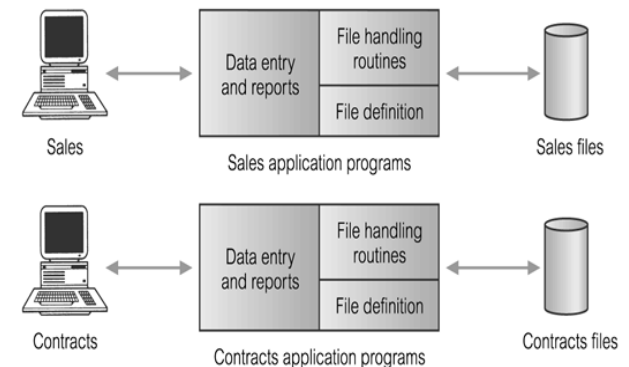 Data entry
and reports
File handling
routines
File definition
Sales
Sales application programs
Sales files
Data entry
and reports
File handling
routines
File definition
Contracts
Contracts application programs
Contracts files